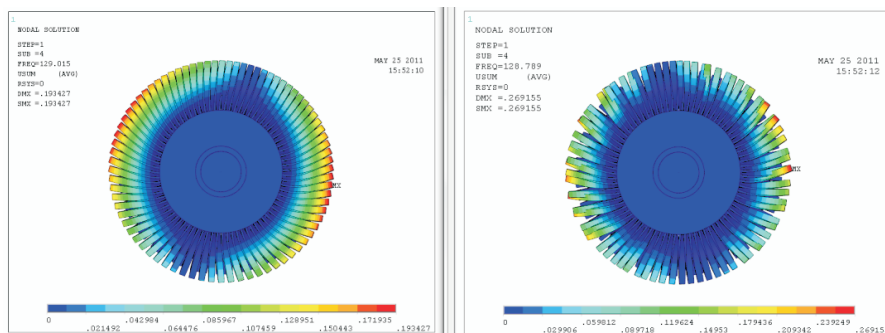 1
NODAL SOLUTION
STEP=1
SUB =4
FREQ=129.015
USUM (AVG)
RSYS=0
DMX =.193427
SMX =.193427
MAY 25 2011
15:52:10
MX
0 .042984 .085967 .128951 .171935
.021492 .064476 .107459 .150443 .193427
1
NODAL SOLUTION
STEP=1
SUB =4
FREQ=128.789
USUM (AVG)
RSYS=0
DMX =.269155
SMX =.269155
MAY 25 2011
15:52:12
MX
0 .059812 .119624 .179436 .239249
.029906 .089718 .14953 .209342 .26915